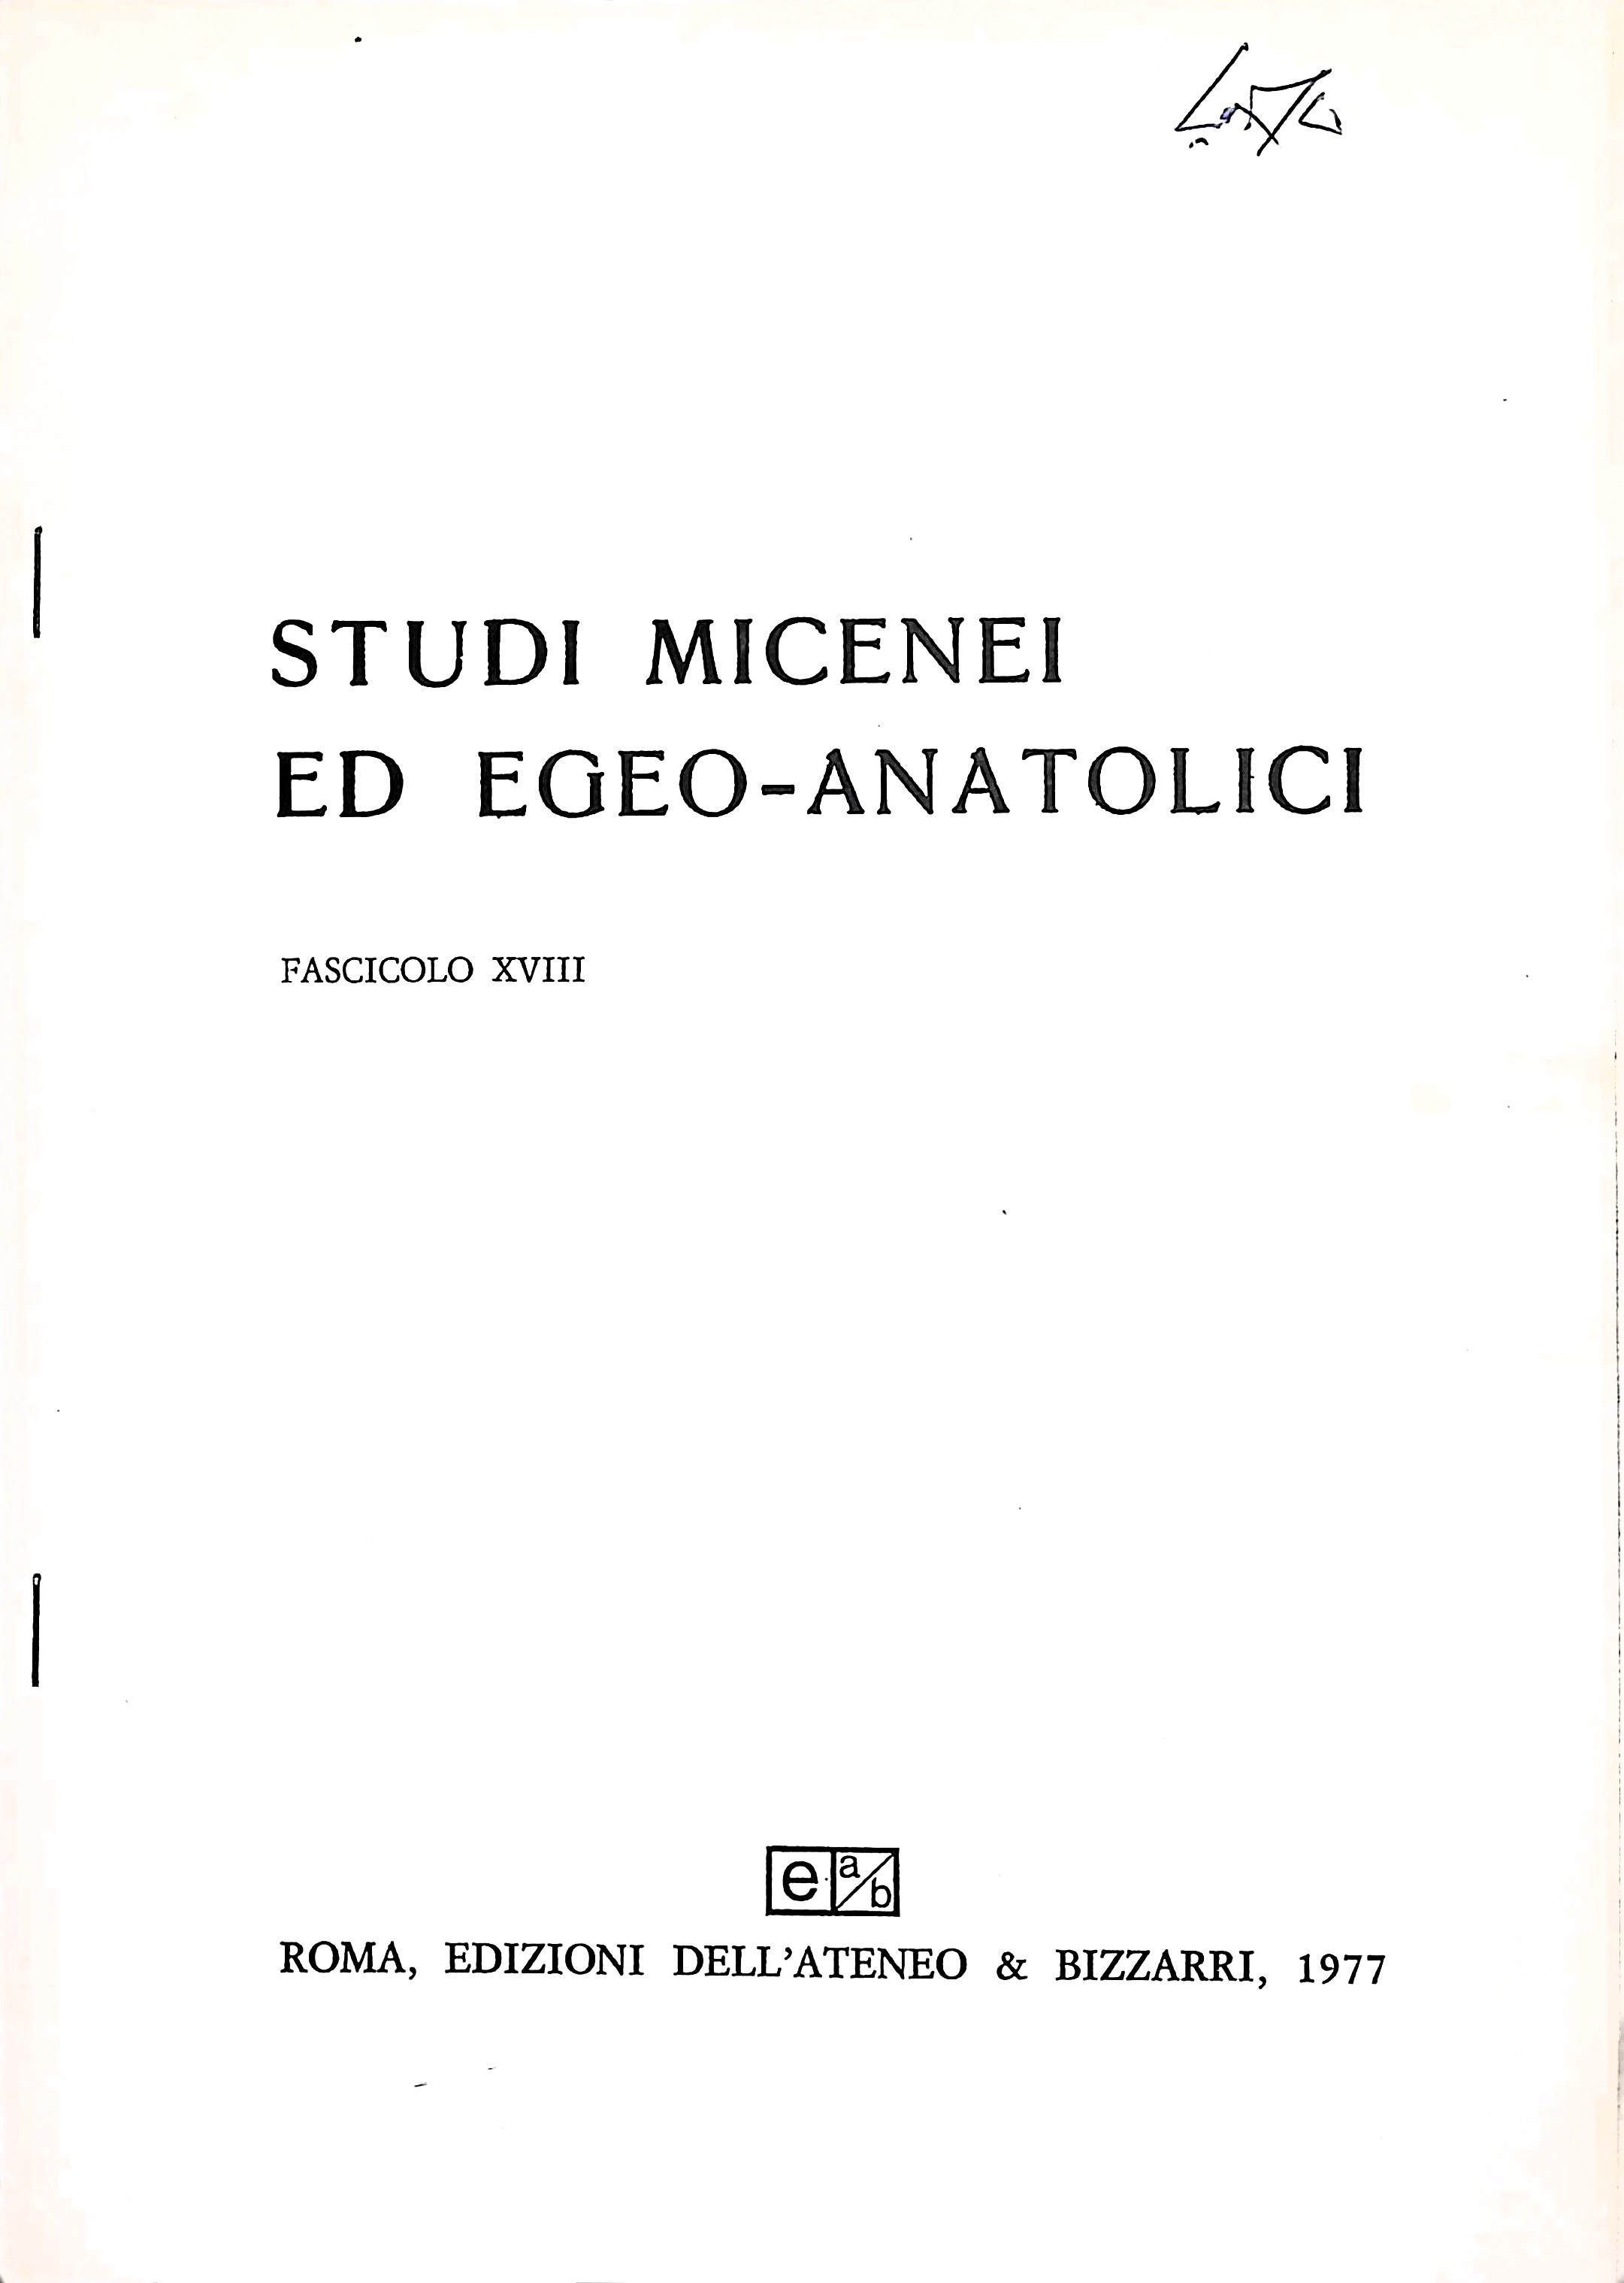 STUDI MICENEI
ED EGEO-ANATOLICI
FASCICOLO XVIII
e a/b
ROMA, EDIZIONI DELL'ATENEO & BIZZARRI, 1977